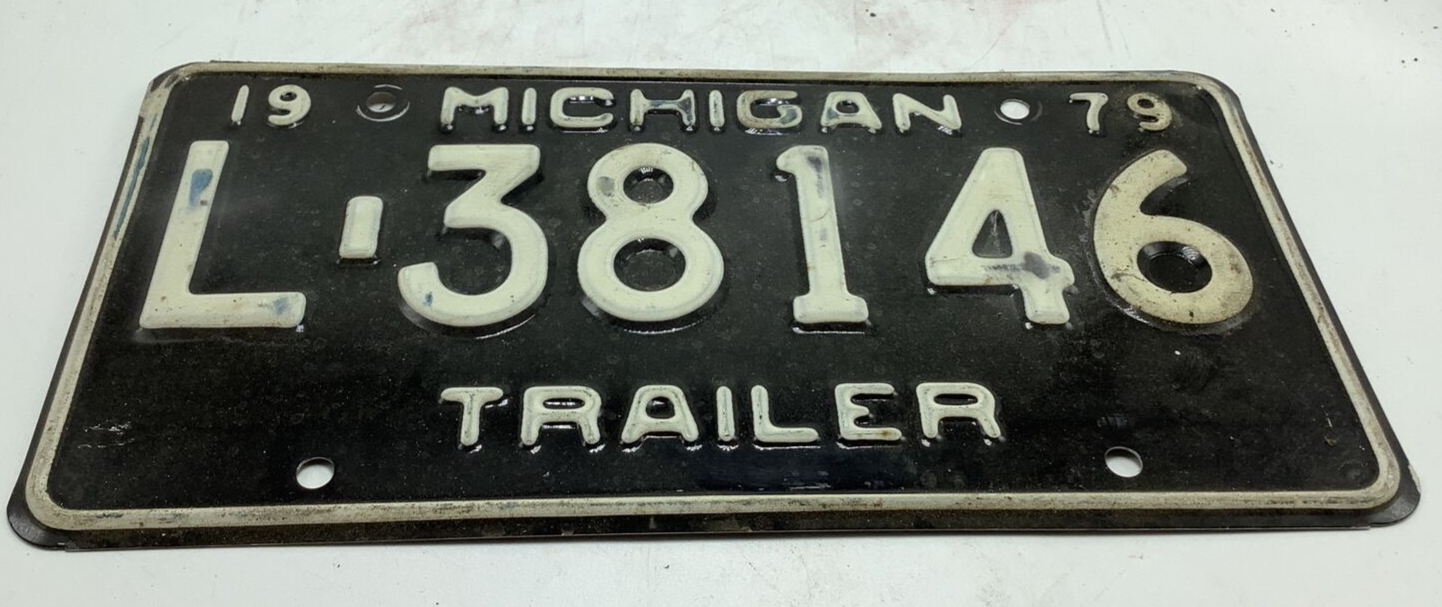 19 MICHIGAN 79
L-38146
TRAILER